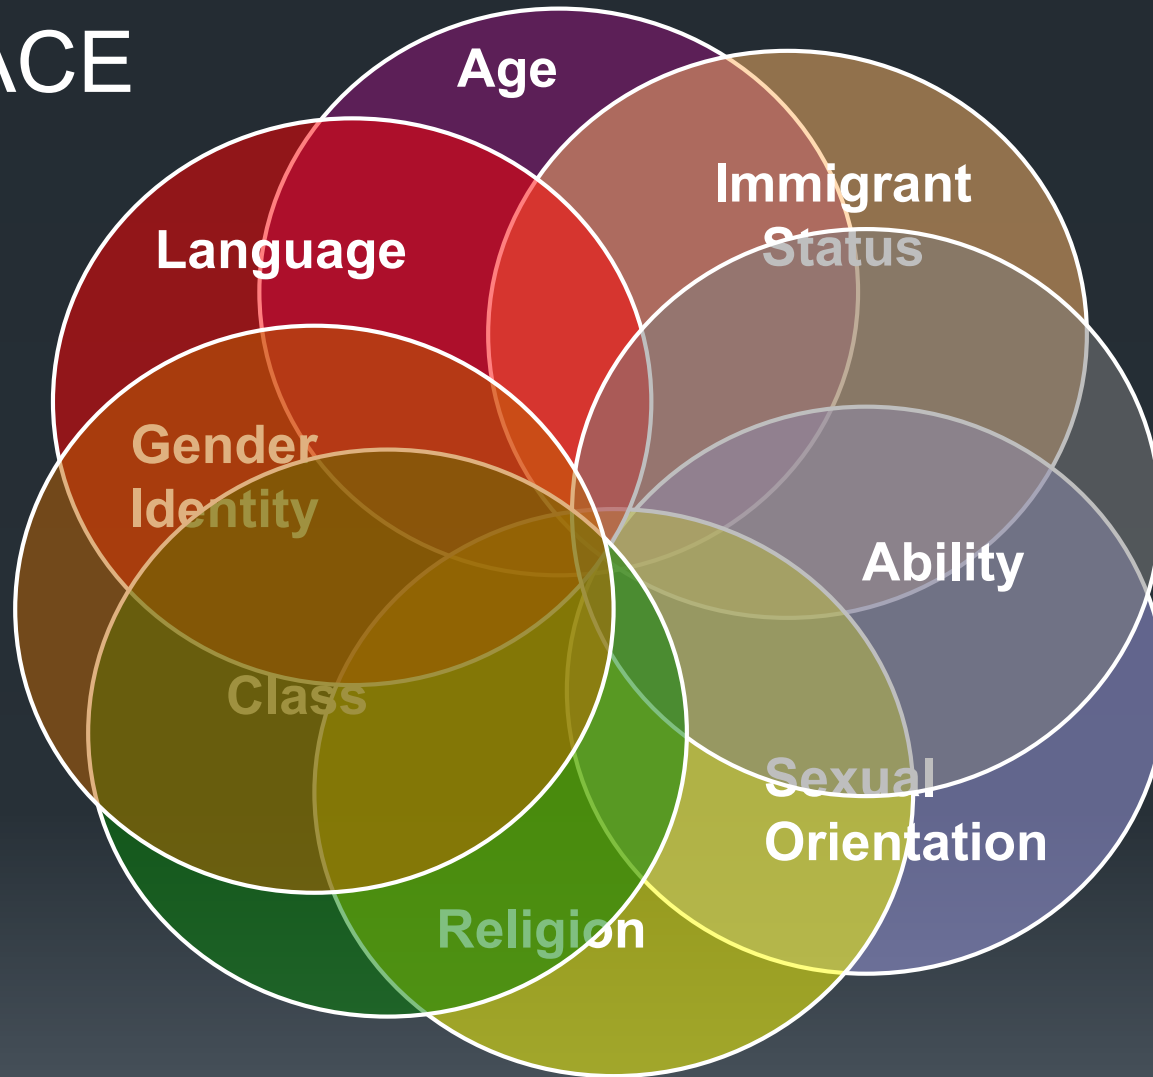 ACE
Age
Immigrant
Status
Language
Gender
Identity
Ability
Class
Sexual
Orientation
Religion